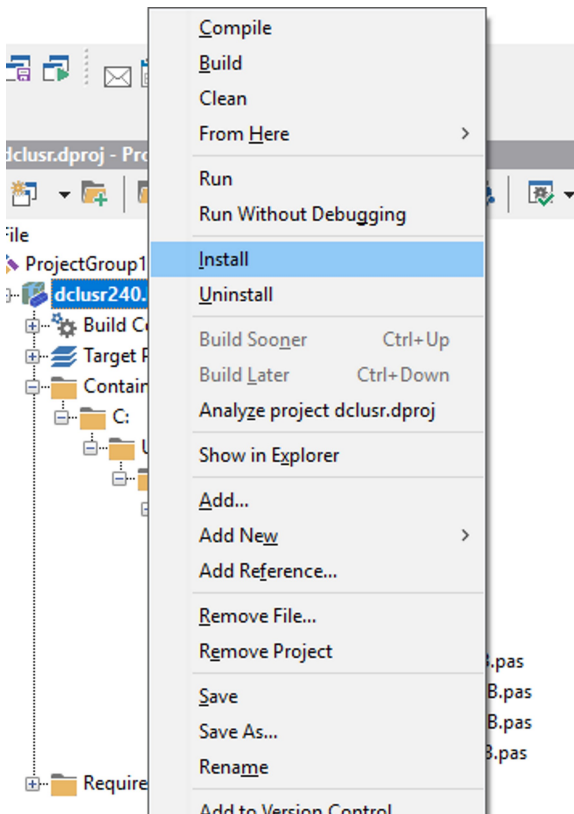 Compile
Build
Clean
From Here
Run
Run Without Debugging
Install
Uninstall
Build Sooner Ctrl+Up
Build Later Ctrl+Down
Analyze project dclusr.dproj
Show in Explorer
Add...
Add New
Add Reference...
Remove File...
Remove Project
Save
Save As...
Rename
Add to Version Control
dclusr.dproj - Pro
File
ProjectGroup1
dclusr240.
Build Co
Target P
Contain
C:
Require
.pas
B.pas
B.pas
B.pas